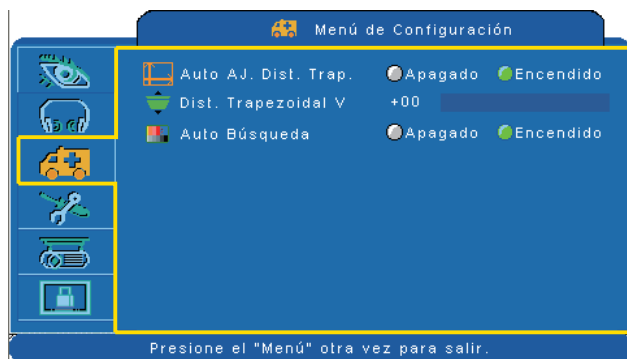 Menú de Configuración
Auto AJ. Dist. Trap. Apagado Encendido
Dist. Trapezoidal V +00
Auto Búsqueda Apagado Encendido
Presione el "Menú" otra vez para salir.